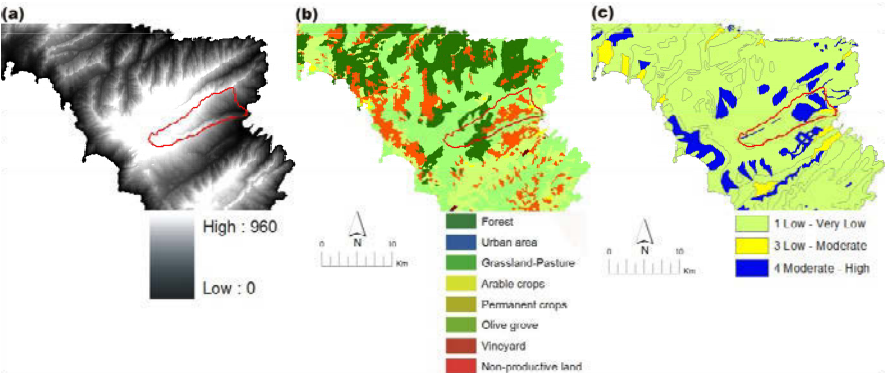 (a)
(b)
(c)
High : 960
Low : 0
N
0 10
Km
Forest
Urban area
Grassland-Pasture
Arable crops
Permanent crops
Olive grove
Vineyard
Non-productive land
N
0 10
Km
1 Low - Very Low
3 Low - Moderate
4 Moderate - High